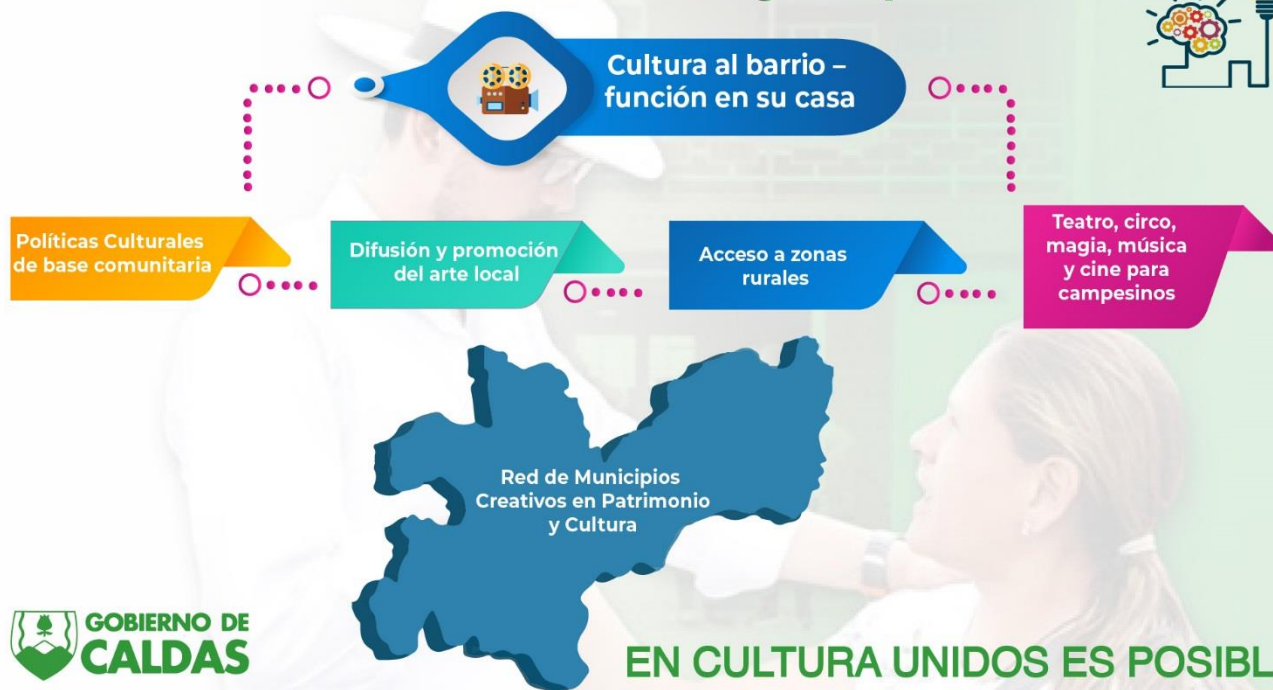 Cultura al barrio –
función en su casa
Políticas Culturales
de base comunitaria
Difusión y promoción
del arte local
Acceso a zonas
rurales
Teatro, circo,
magia, música
y cine para
campesinos
Red de Municipios
Creativos en Patrimonio
y Cultura
GOBIERNO DE
CALDAS
EN CULTURA UNIDOS ES POSIBL